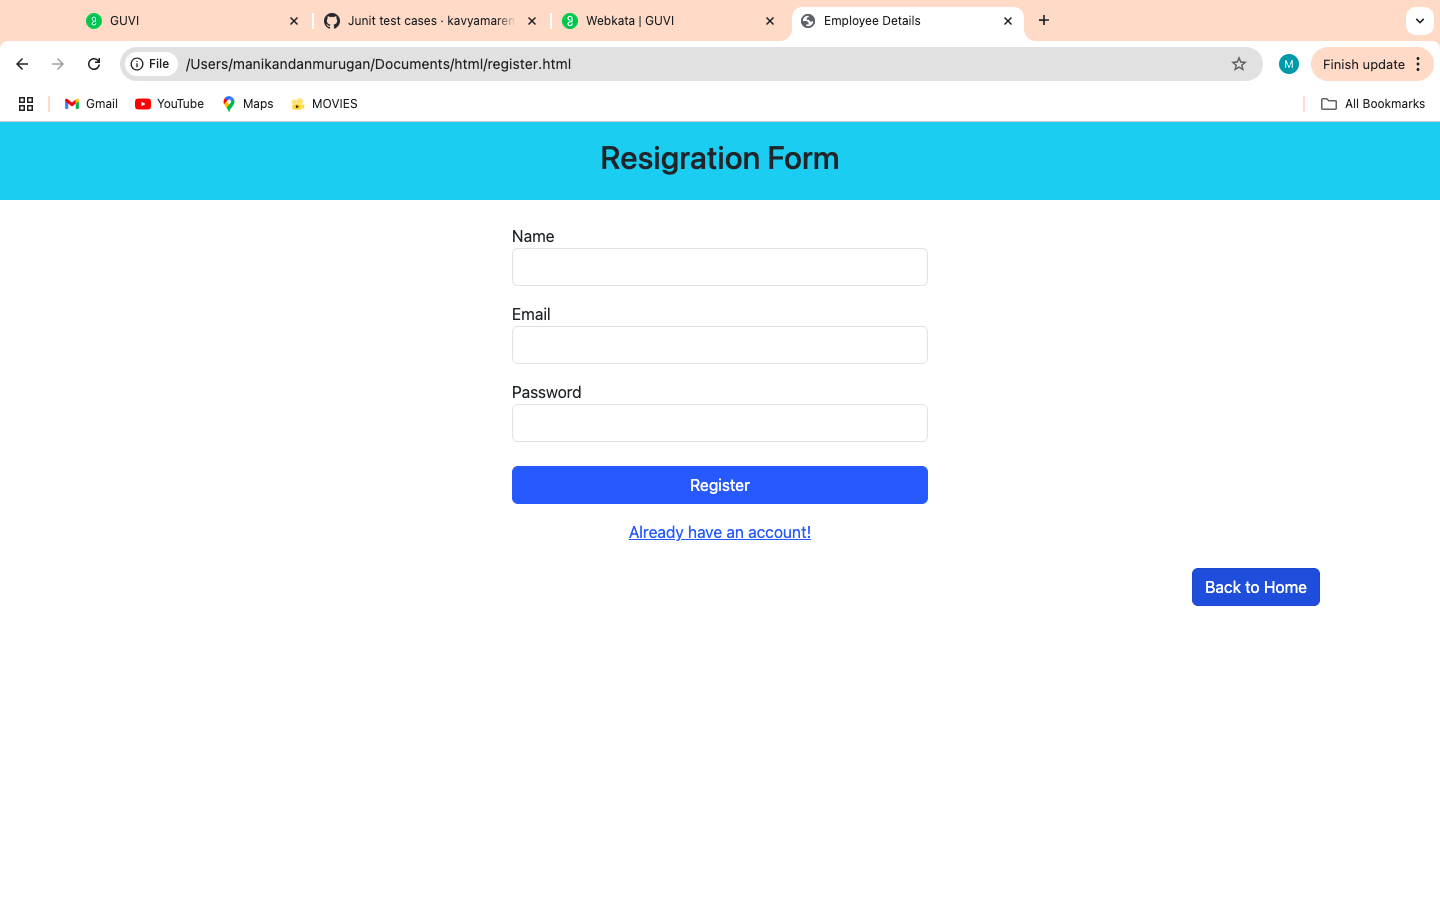 GUVI
Junit test cases · kavyamarem
Webkata | GUVI
Employee Details
File
/Users/manikandanmurugan/Documents/html/register.html
M
Finish update
Gmail
YouTube
Maps
MOVIES
All Bookmarks
Resigration Form
Name
Email
Password
Register
Already have an account!
Back to Home